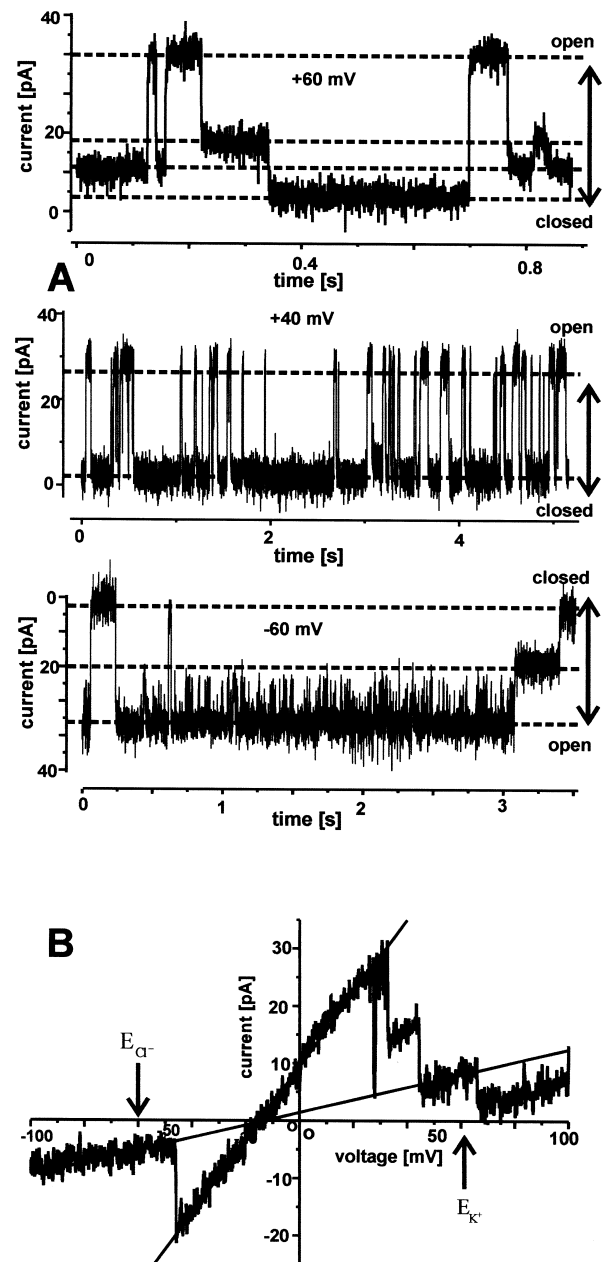 40
open
+60 mV
current [pA]
20
0
closed
0 0.4 0.8
time [s]
A
+40 mV
40
open
current [pA]
20
0
closed
0 2 4
time [s]
closed
0
-60 mV
current [pA]
20
open
40
0 1 2 3
time [s]
B
30
current [pA]
20
E Cl-
10
-100 -50 0 50 100
voltage [mV]
-10
E K+
-20